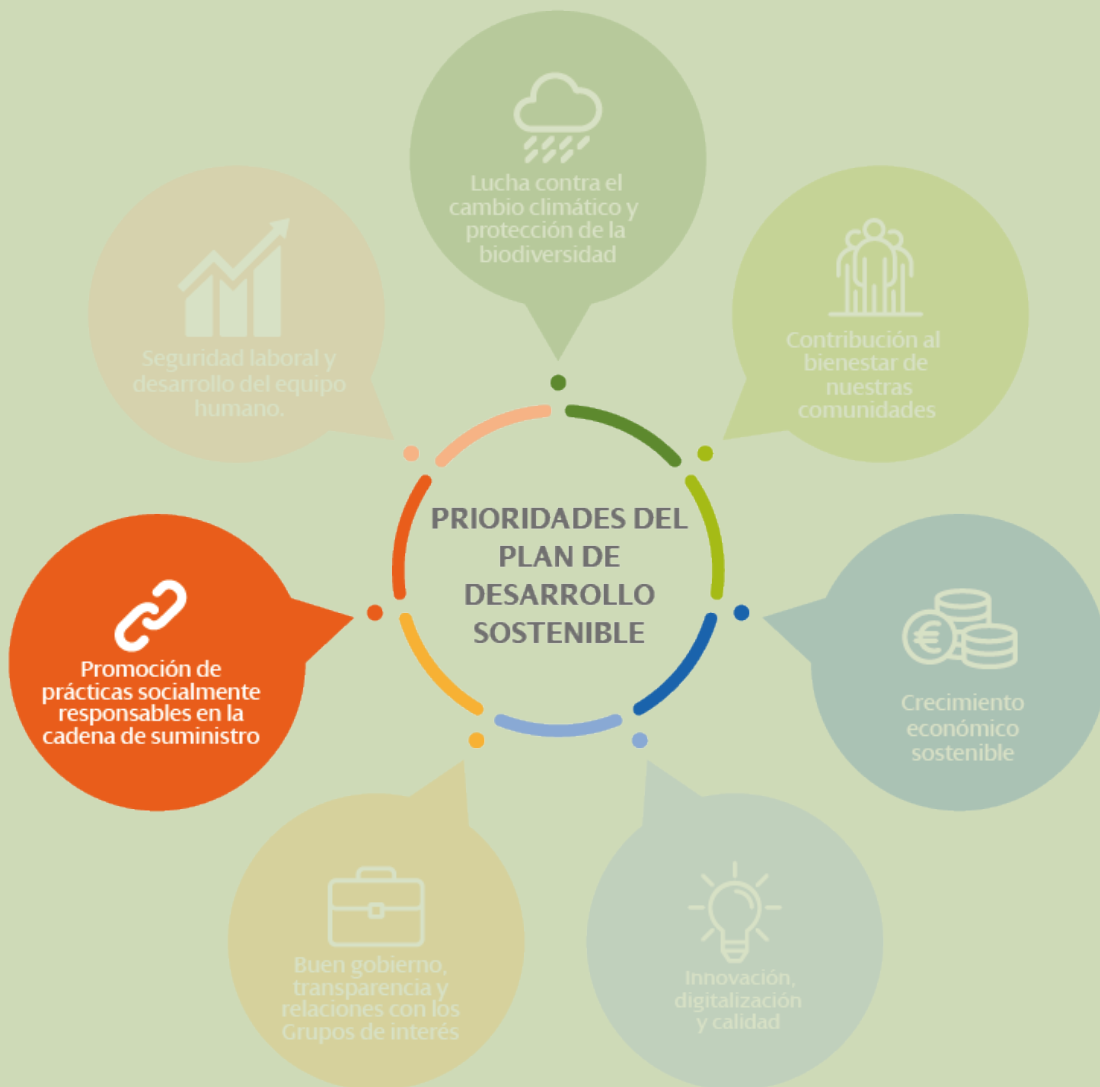 Lucha contra el
cambio climático y
protección de la
biodiversidad
Contribución al
bienestar de
nuestras
comunidades
Crecimiento
económico
sostenible
Innovación,
digitalización
y calidad
Buen gobierno,
transparencia y
relaciones con los
Grupos de interés
Promoción de
prácticas socialmente
responsables en la
cadena de suministro
Seguridad laboral y
desarrollo del equipo
humano.
PRIORIDADES DEL
PLAN DE
DESARROLLO
SOSTENIBLE
€